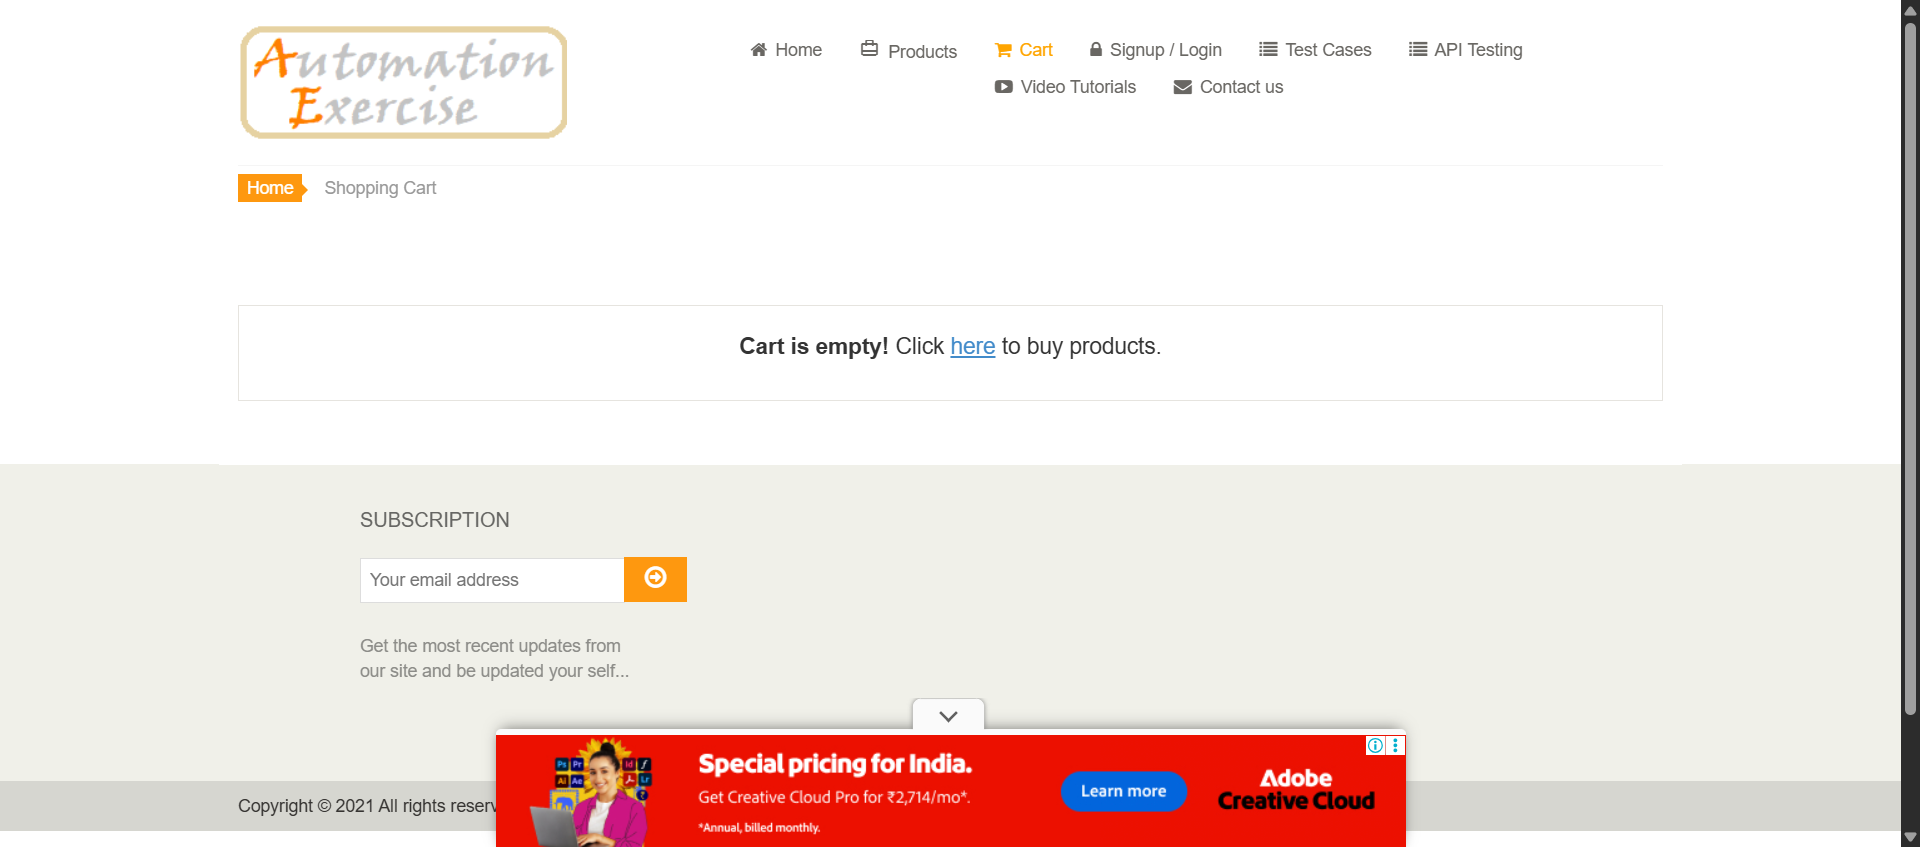 Automation
Exercise
Home
Products
Cart
Signup / Login
Test Cases
API Testing
Video Tutorials
Contact us
Home
Shopping Cart
Cart is empty! Click here to buy products.
SUBSCRIPTION
Your email address
Get the most recent updates from
our site and be updated your self...
Copyright © 2021 All rights reserv
Ps Pr Id f
Ai Ae Lr
Special pricing for India.
Get Creative Cloud Pro for ₹2,714/mo*.
*Annual, billed monthly.
Learn more
Adobe
Creative Cloud